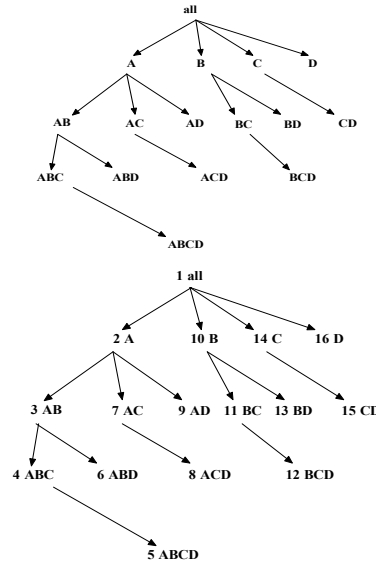 all
A B C D
AB AC AD BC BD CD
ABC ABD ACD BCD
ABCD
1 all
2 A 10 B 14 C 16 D
3 AB 7 AC 9 AD 11 BC 13 BD 15 CD
4 ABC 6 ABD 8 ACD 12 BCD
5 ABCD